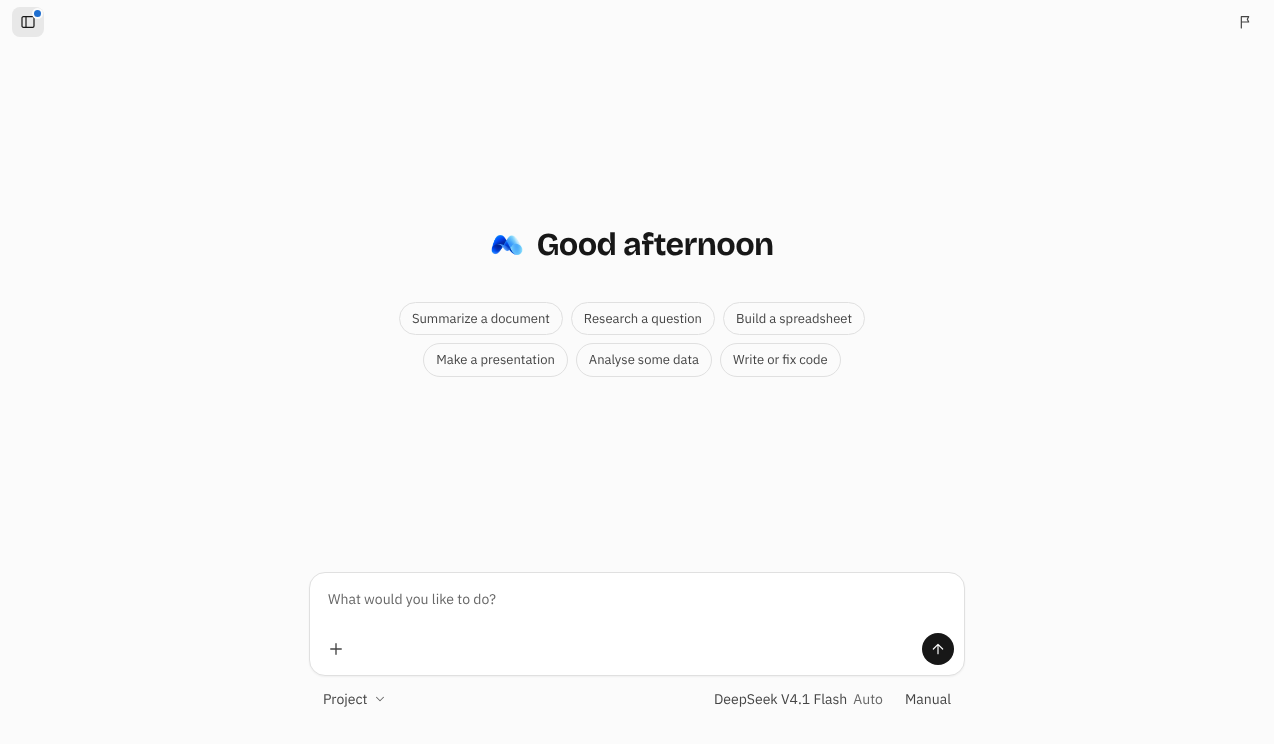 Good afternoon
Summarize a document Research a question Build a spreadsheet
Make a presentation Analyse some data Write or fix code
What would you like to do?
Project DeepSeek V4.1 Flash Auto Manual